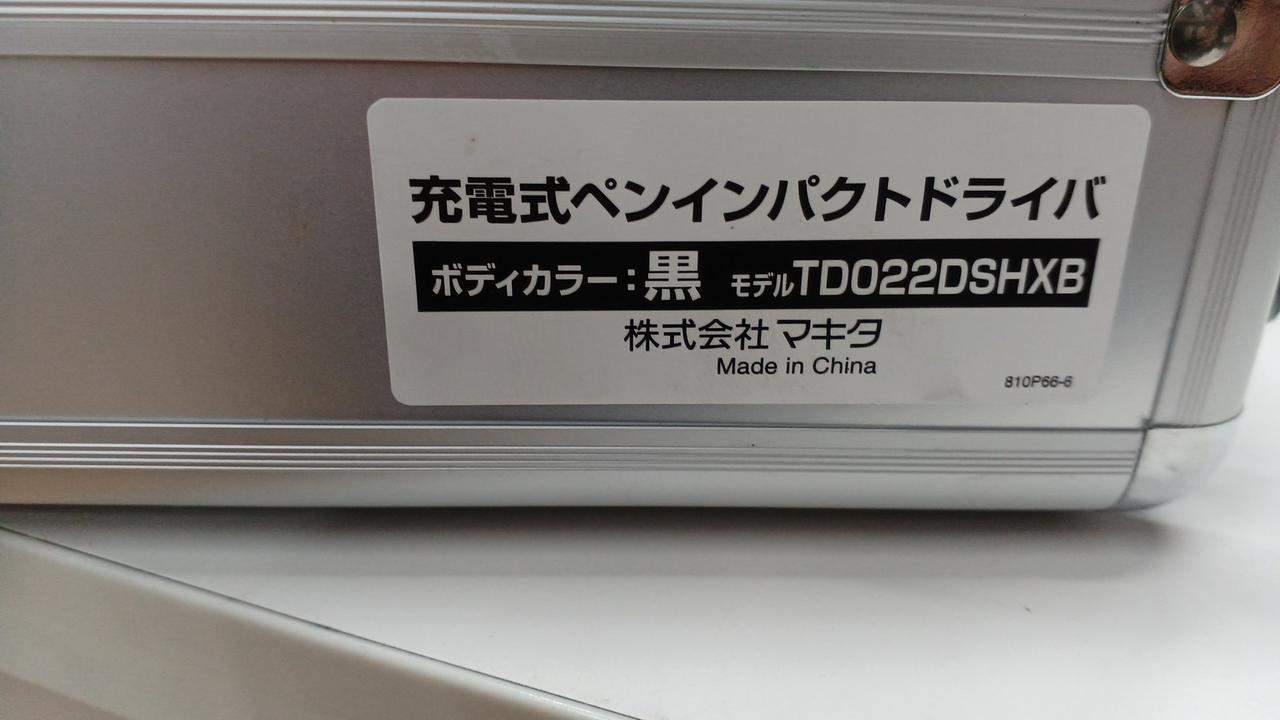 充電式ペンインパクトドライバ
ボディカラー：黒 モデルTD022DSHXB
株式会社 マキタ
Made in China
810P66-6